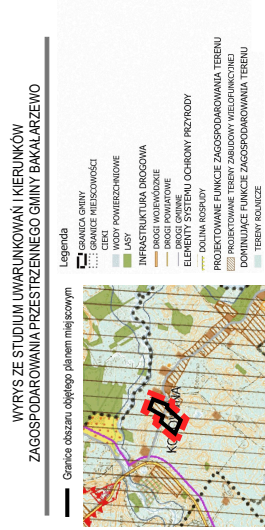 WYRYS ZE STUDIUM UWARUNKOWAŃ I KIERUNKÓW
ZAGOSPODAROWANIA PRZESTRZENNEGO GMINY BAKAŁARZEWO
Granice obszaru objętego planem miejscowym
Legenda
GRANICA GMINY
GRANICE MIEJSCOWOŚCI
CIEKI
WODY POWIERZCHNIOWE
LASY
INFRASTRUKTURA DROGOWA
DROGI WOJEWÓDZKIE
DROGI POWIATOWE
DROGI GMINNE
ELEMENTY SYSTEMU OCHRONY PRZYRODY
DOLINA ROSPUDY
PROJEKTOWANE FUNKCJE ZAGOSPODAROWANIA TERENU
PROJEKTOWANE TERENY ZABUDOWY WIELOFUNKCYJNEJ
DOMINUJĄCE FUNKCJE ZAGOSPODAROWANIA TERENU
TERENY ROLNICZE